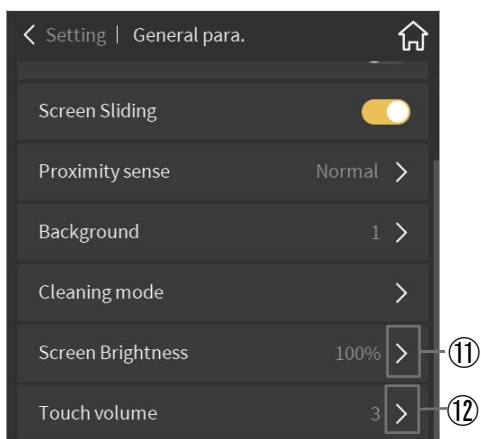 Setting | General para.
Screen Sliding
Proximity sense Normal
Background 1
Cleaning mode
Screen Brightness 100% ⑪
Touch volume 3 ⑫